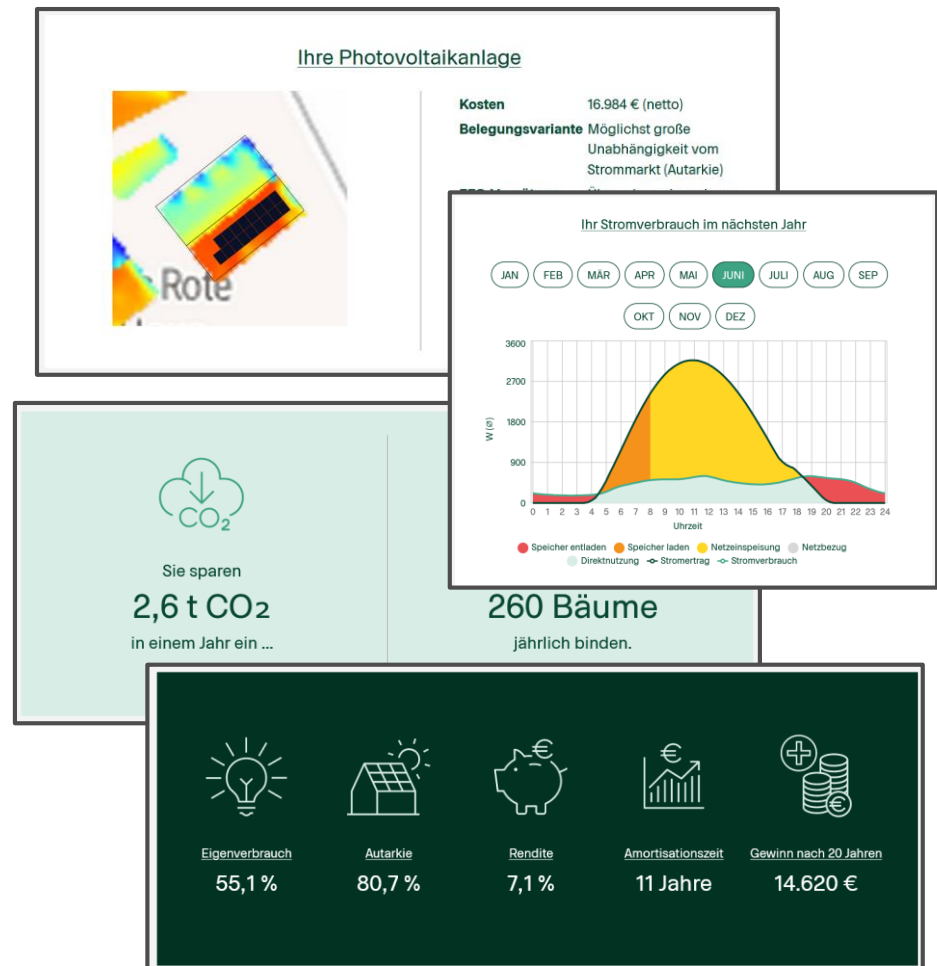 Ihre Photovoltaikanlage
Kosten 16.984 € (netto)
Belegungsvariante Möglichst große
Unabhängigkeit vom
Strommarkt (Autarkie)
Rote
Ihr Stromverbrauch im nächsten Jahr
JAN FEB MÄR APR MAI JUNI JULI AUG SEP
OKT NOV DEZ
3600
2700
1800
900
0
W (Ø)
0 1 2 3 4 5 6 7 8 9 10 11 12 13 14 15 16 17 18 19 20 21 22 23 24
Uhrzeit
Speicher entladen Speicher laden Netzeinspeisung Netzbezug
Direktnutzung Stromertrag Stromverbrauch
CO2
Sie sparen
2,6 t CO2
in einem Jahr ein ...
260 Bäume
jährlich binden.
Eigenverbrauch
55,1 %
Autarkie
80,7 %
Rendite
7,1 %
Amortisationszeit
11 Jahre
Gewinn nach 20 Jahren
14.620 €